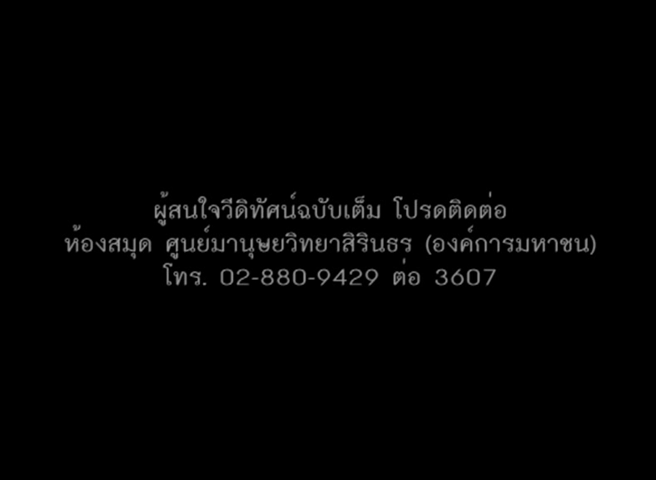 ผู้สนใจวีดิทัศน์ฉบับเต็ม โปรดติดต่อ
ห้องสมุด ศูนย์มานุษยวิทยาสิรินธร (องค์การมหาชน)
โทร. 02-880-9429 ต่อ 3607